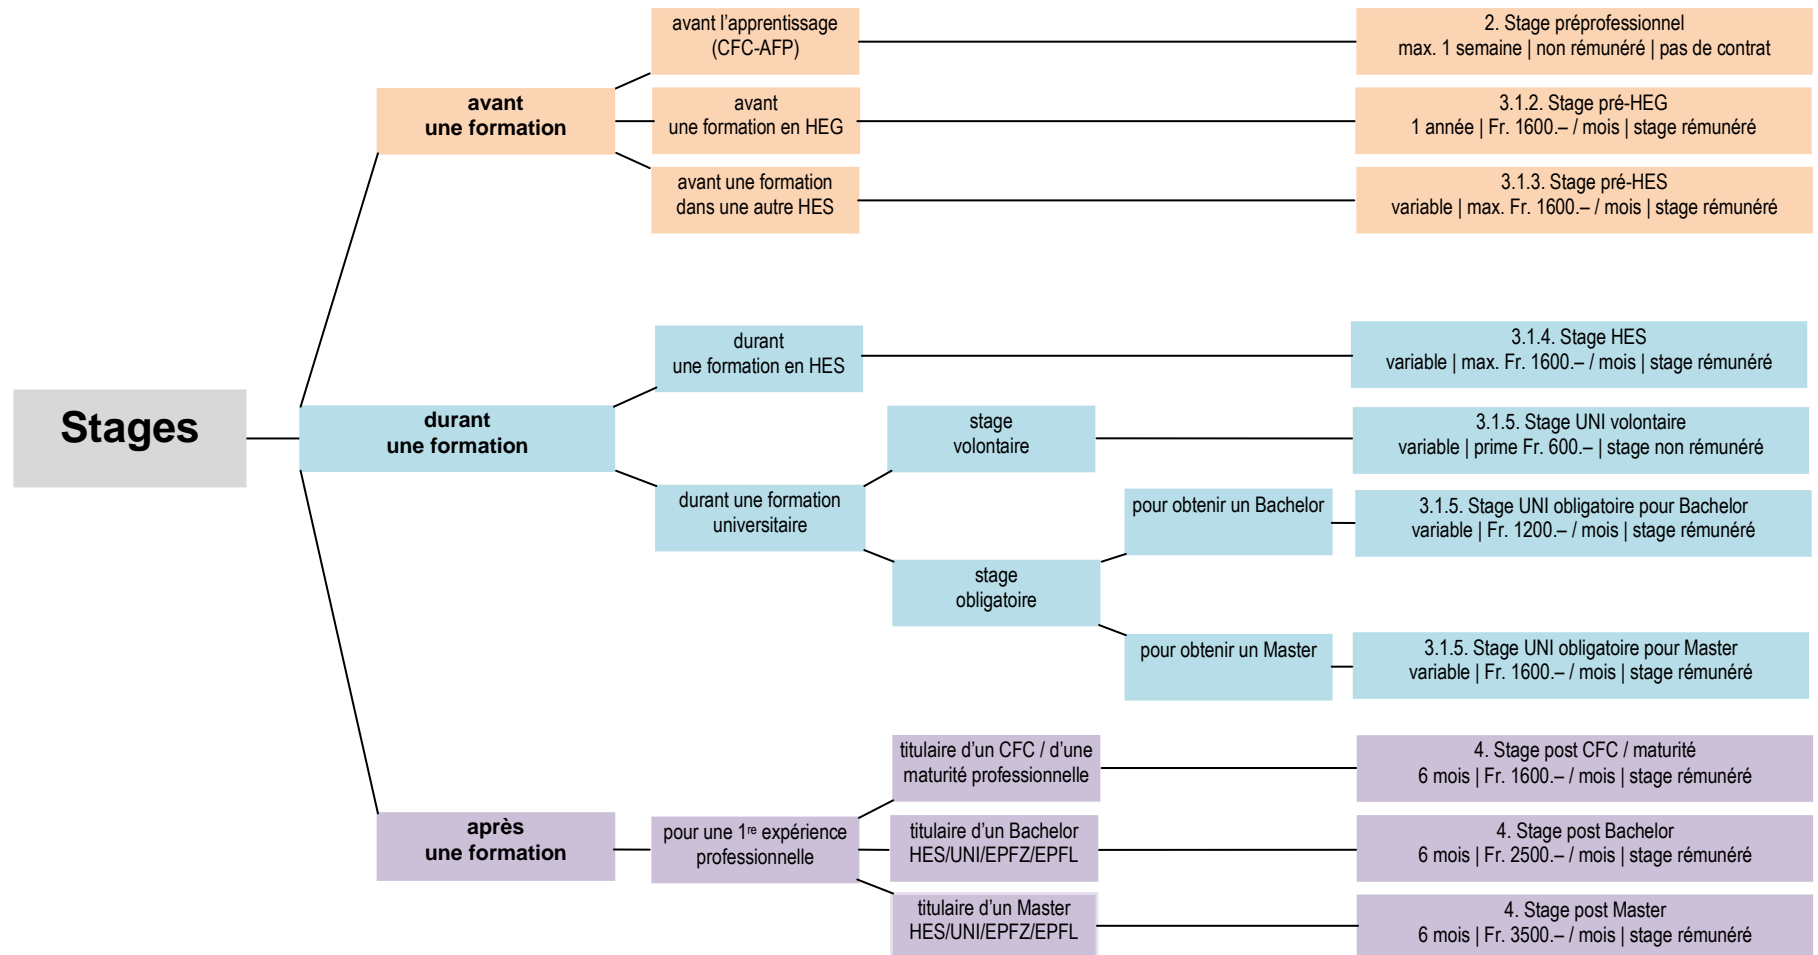 Stages
avant
une formation
avant l’apprentissage
(CFC-AFP)
2. Stage préprofessionnel
max. 1 semaine | non rémunéré | pas de contrat
avant
une formation en HEG
3.1.2. Stage pré-HEG
1 année | Fr. 1600.– / mois | stage rémunéré
avant une formation
dans une autre HES
3.1.3. Stage pré-HES
variable | max. Fr. 1600.– / mois | stage rémunéré
durant
une formation
durant
une formation en HES
3.1.4. Stage HES
variable | max. Fr. 1600.– / mois | stage rémunéré
durant une formation
universitaire
stage
volontaire
3.1.5. Stage UNI volontaire
variable | prime Fr. 600.– | stage non rémunéré
stage
obligatoire
pour obtenir un Bachelor
3.1.5. Stage UNI obligatoire pour Bachelor
variable | Fr. 1200.– / mois | stage rémunéré
pour obtenir un Master
3.1.5. Stage UNI obligatoire pour Master
variable | Fr. 1600.– / mois | stage rémunéré
après
une formation
pour une 1re expérience
professionnelle
titulaire d’un CFC / d’une
maturité professionnelle
4. Stage post CFC / maturité
6 mois | Fr. 1600.– / mois | stage rémunéré
titulaire d’un Bachelor
HES/UNI/EPFZ/EPFL
4. Stage post Bachelor
6 mois | Fr. 2500.– / mois | stage rémunéré
titulaire d’un Master
HES/UNI/EPFZ/EPFL
4. Stage post Master
6 mois | Fr. 3500.– / mois | stage rémunéré